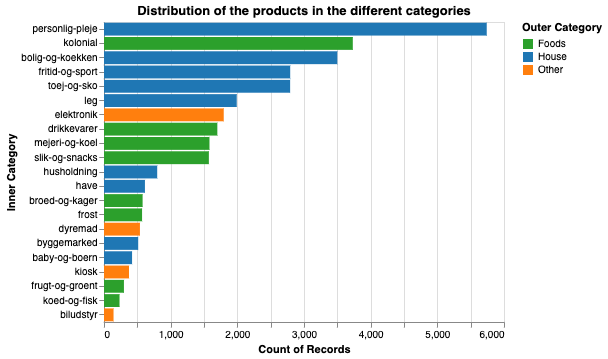 Distribution of the products in the different categories
Outer Category
Foods
House
Other
Inner Category
personlig-pleje
kolonial
bolig-og-koekken
fritid-og-sport
toej-og-sko
leg
elektronik
drikkevarer
mejeri-og-koel
slik-og-snacks
husholdning
have
broed-og-kager
frost
dyremad
byggemarked
baby-og-boern
kiosk
frugt-og-groent
koed-og-fisk
biludstyr
0 1,000 2,000 3,000 4,000 5,000 6,000
Count of Records